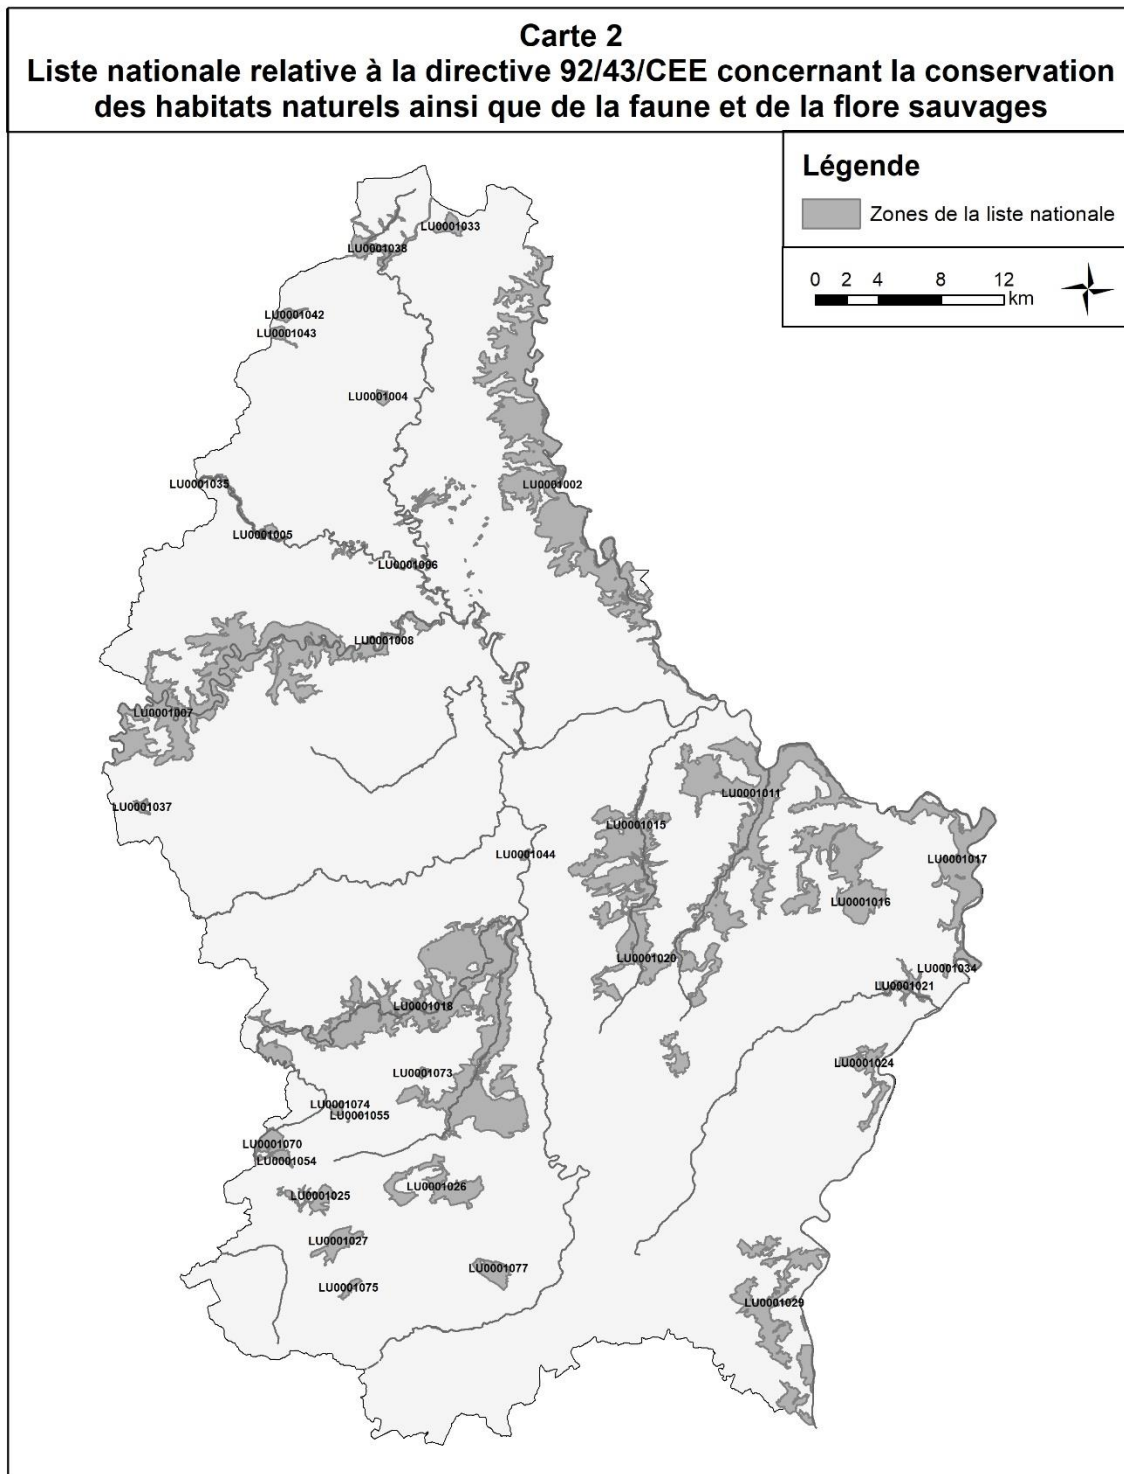 Carte 2
Liste nationale relative à la directive 92/43/CEE concernant la conservation
des habitats naturels ainsi que de la faune et de la flore sauvages
Légende
Zones de la liste nationale
0 2 4 8 12
km
LU0001033
LU0001038
LU0001042
LU0001043
LU0001004
LU0001035
LU0001002
LU0001005
LU0001006
LU0001008
LU0001007
LU0001037
LU0001011
LU0001015
LU0001044
LU0001017
LU0001016
LU0001020
LU0001034
LU0001021
LU0001018
LU0001024
LU0001073
LU0001074
LU0001055
LU0001070
LU0001054
LU0001026
LU0001025
LU0001027
LU0001077
LU0001075
LU0001029